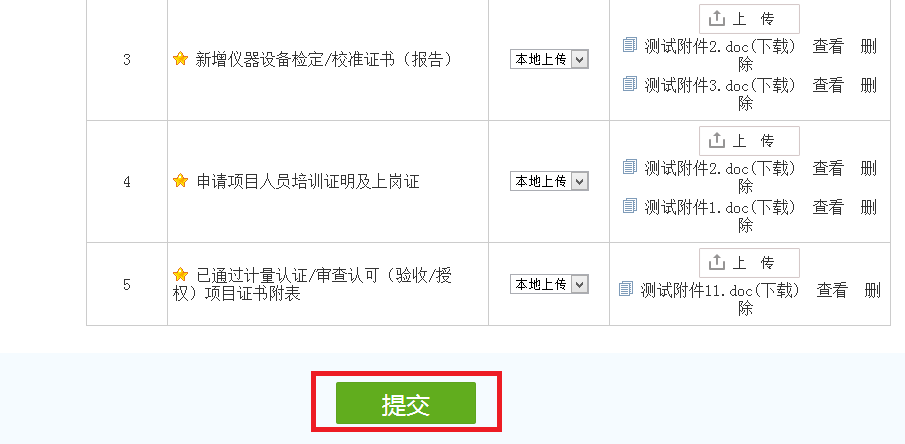 上 传
3
新增仪器设备检定/校准证书（报告）
本地上传
测试附件2.doc(下载) 查看 删
除
测试附件3.doc(下载) 查看 删
除
上 传
4
申请项目人员培训证明及上岗证
本地上传
测试附件2.doc(下载) 查看 删
除
测试附件1.doc(下载) 查看 删
除
上 传
5
已通过计量认证/审查认可（验收/授
权）项目证书附表
本地上传
测试附件11.doc(下载) 查看 删
除
提交